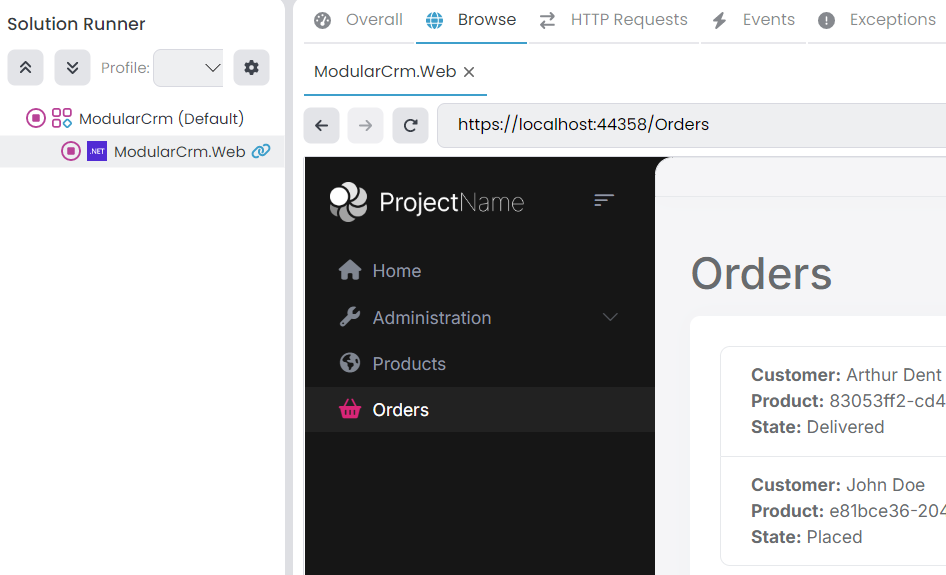 Solution Runner
Profile:
ModularCrm (Default)
.NET
ModularCrm.Web
Overall
Browse
HTTP Requests
Events
Exceptions
ModularCrm.Web
https://localhost:44358/Orders
ProjectName
Home
Administration
Products
Orders
Orders
Customer: Arthur Dent
Product: 83053ff2-cd4
State: Delivered
Customer: John Doe
Product: e81bce36-204
State: Placed